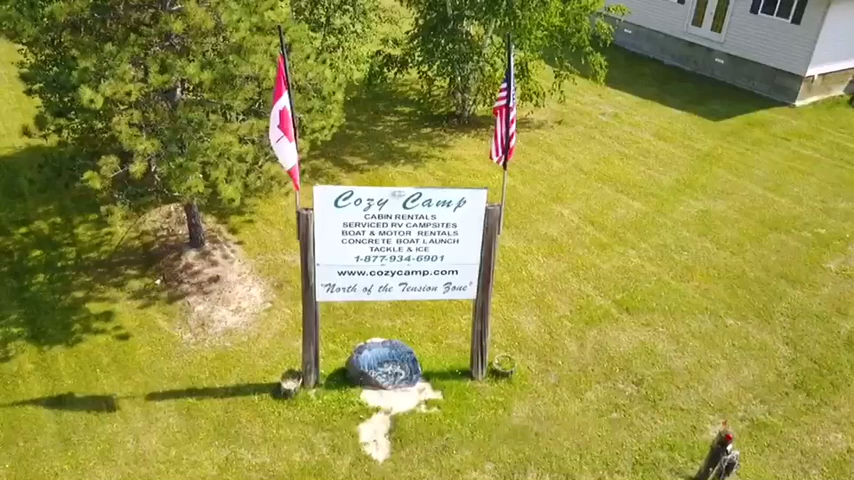 Cozy Camp
CABIN RENTALS
SERVICED RV CAMPSITES
BOAT & MOTOR RENTALS
CONCRETE BOAT LAUNCH
TACKLE & ICE
1-877-934-6901
www.COZYCAMP.com
"North of the Tension Zone"